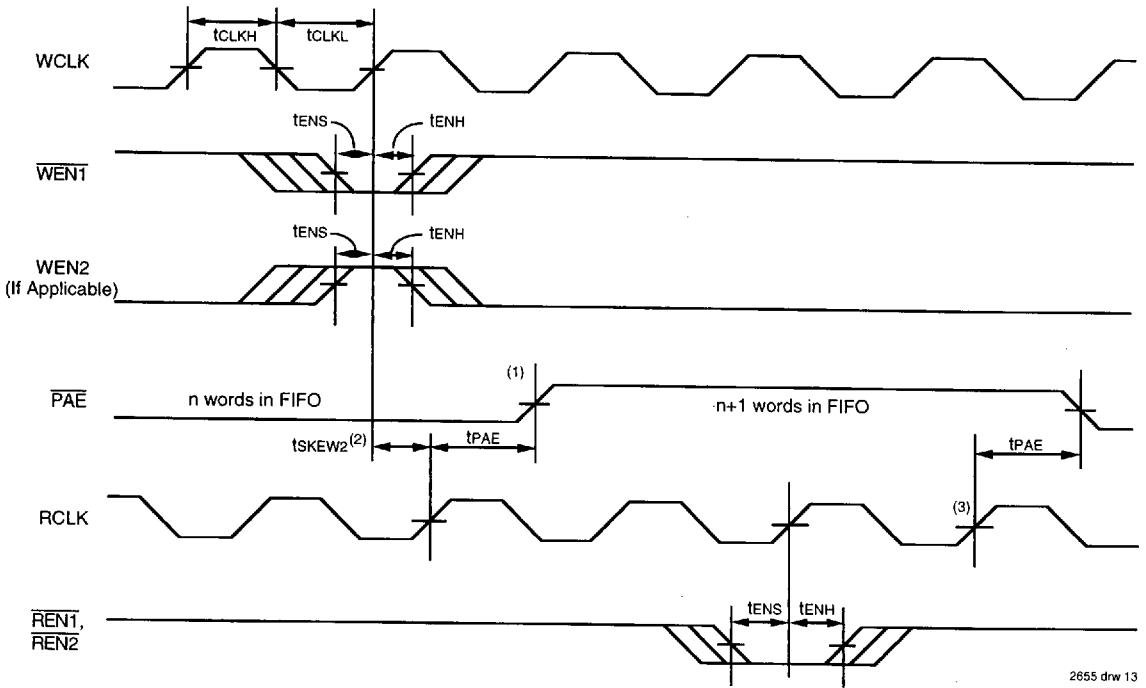 tCLKH
tCLKL
WCLK
tENS
tENH
WEN1
tENS
tENH
WEN2
(If Applicable)
(1)
PAE
n words in FIFO
n+1 words in FIFO
tSKEW2(2)
tPAE
tPAE
(3)
RCLK
tENS
tENH
REN1,
REN2
2655 drw 13